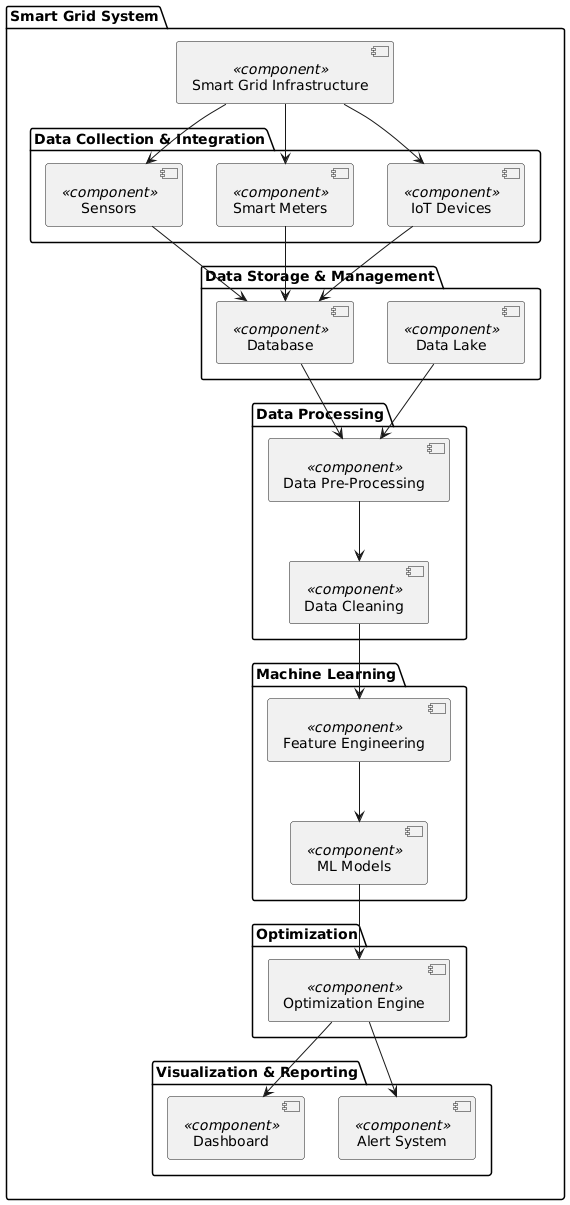 Smart Grid System
«component»
Smart Grid Infrastructure
Data Collection & Integration
«component»
Sensors
«component»
Smart Meters
«component»
IoT Devices
Data Storage & Management
«component»
Database
«component»
Data Lake
Data Processing
«component»
Data Pre-Processing
«component»
Data Cleaning
Machine Learning
«component»
Feature Engineering
«component»
ML Models
Optimization
«component»
Optimization Engine
Visualization & Reporting
«component»
Dashboard
«component»
Alert System